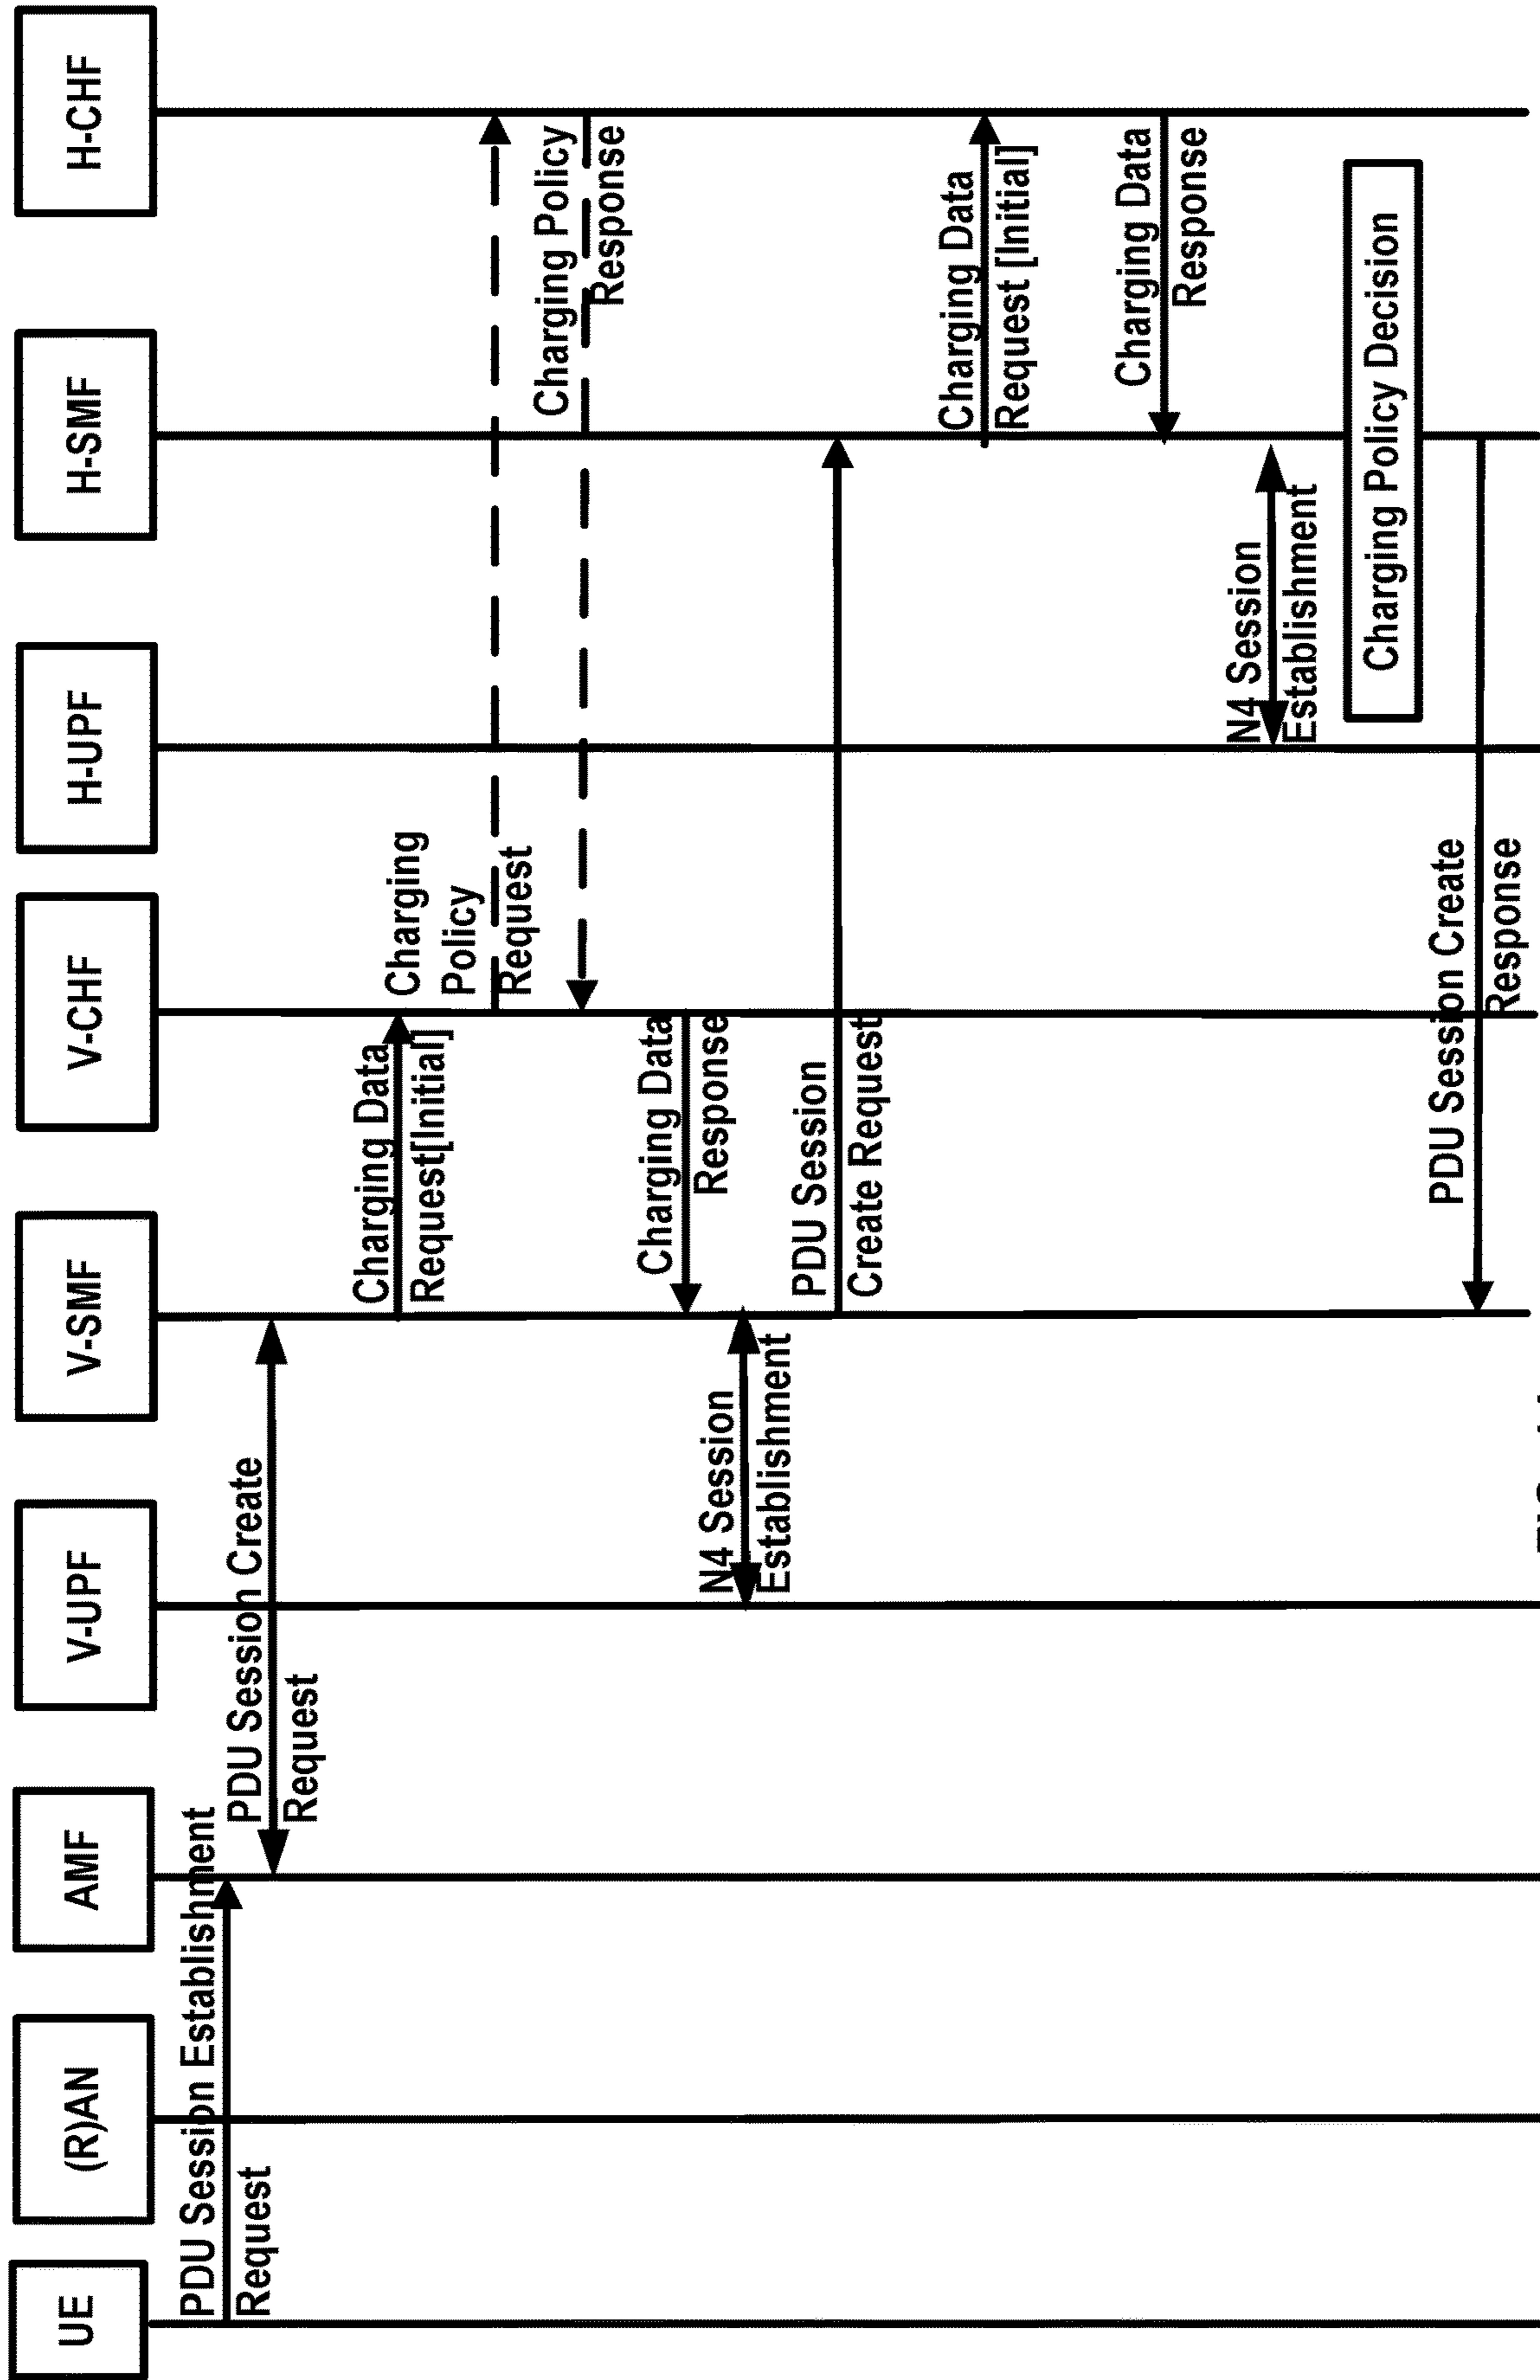 UE
(R)AN
AMF
V-UPF
V-SMF
V-CHF
H-UPF
H-SMF
H-CHF
PDU Session Establishment
Request
PDU Session Create
Request
Charging Data
Request[Initial]
Charging
Policy
Request
Charging Policy
Response
Charging Data
Response
N4 Session
Establishment
PDU Session
Create Request
Charging Data
Request [Initial]
Charging Data
Response
N4 Session
Establishment
Charging Policy Decision
PDU Session Create
Response